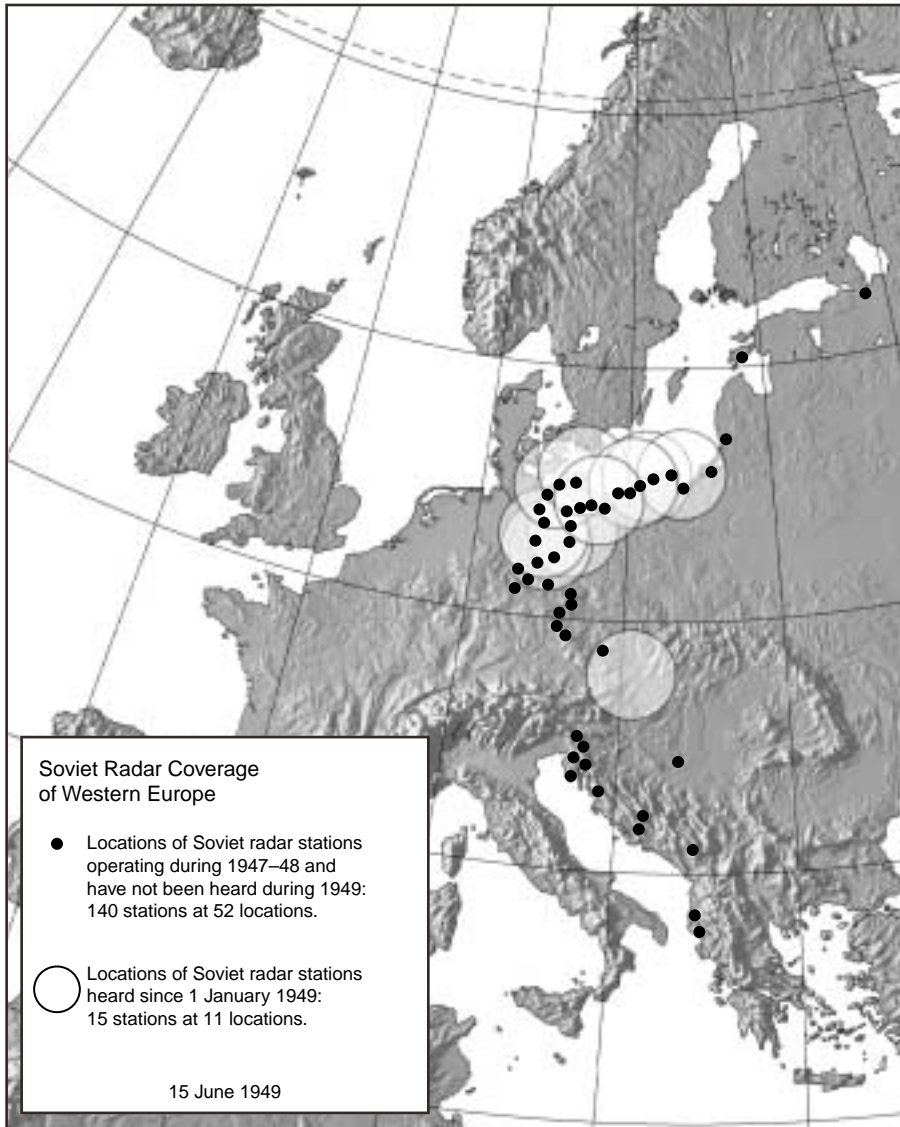 Soviet Radar Coverage
of Western Europe
Locations of Soviet radar stations
operating during 1947–48 and
have not been heard during 1949:
140 stations at 52 locations.
Locations of Soviet radar stations
heard since 1 January 1949:
15 stations at 11 locations.
15 June 1949